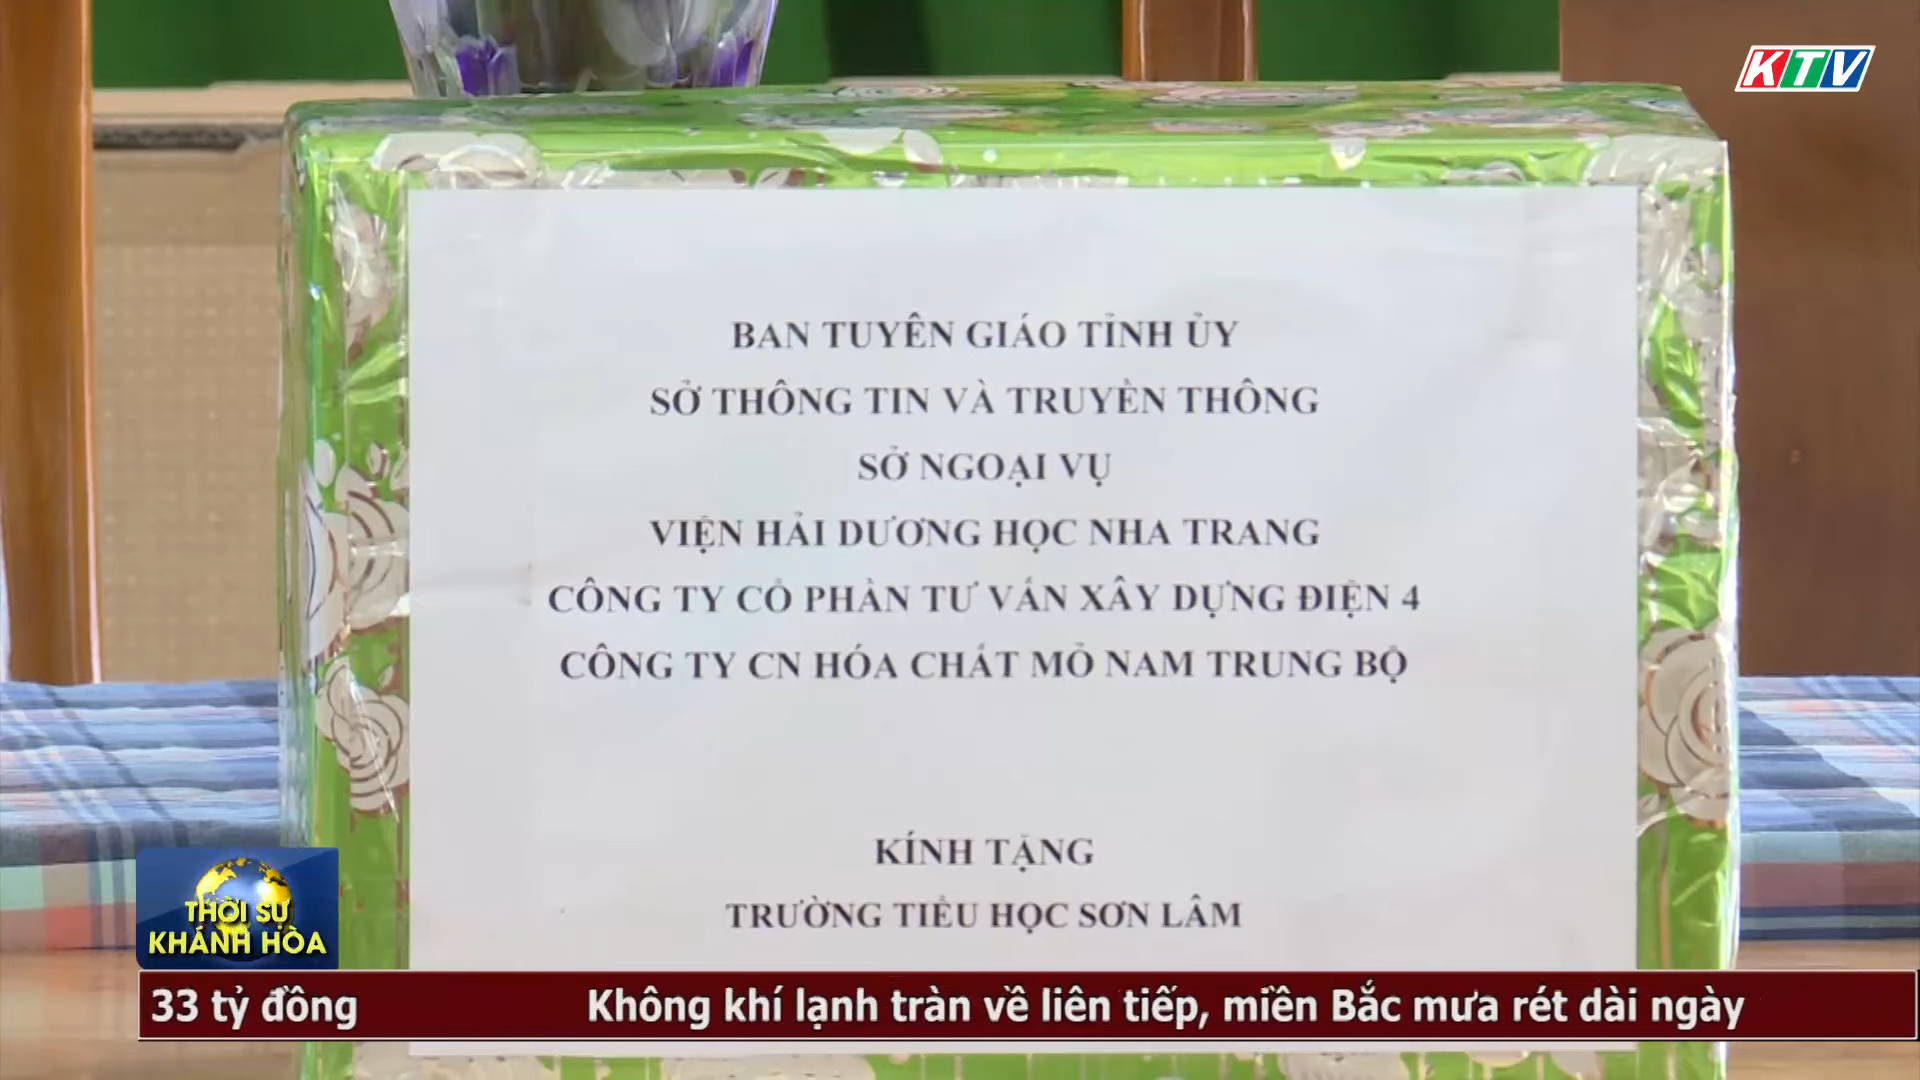 KTV
BAN TUYÊN GIÁO TỈNH ỦY
SỞ THÔNG TIN VÀ TRUYỀN THÔNG
SỞ NGOẠI VỤ
VIỆN HẢI DƯƠNG HỌC NHA TRANG
CÔNG TY CỔ PHẦN TƯ VẤN XÂY DỰNG ĐIỆN 4
CÔNG TY CN HÓA CHẤT MỎ NAM TRUNG BỘ
KÍNH TẶNG
TRƯỜNG TIỂU HỌC SƠN LÂM
THỜI SỰ
KHÁNH HÒA
33 tỷ đồng Không khí lạnh tràn về liên tiếp, miền Bắc mưa rét dài ngày